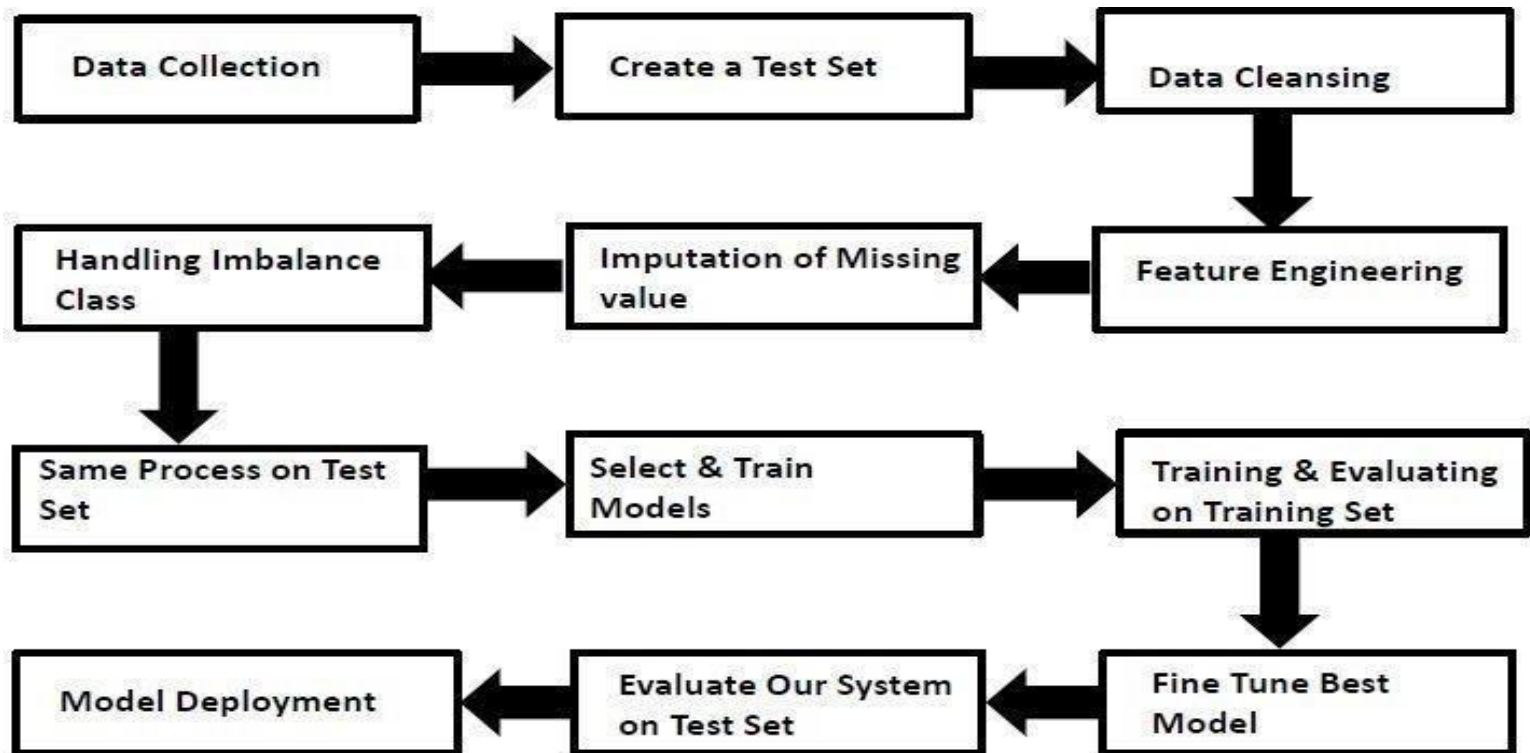 Data Collection
Create a Test Set
Data Cleansing
Feature Engineering
Imputation of Missing
value
Handling Imbalance
Class
Same Process on Test
Set
Select & Train
Models
Training & Evaluating
on Training Set
Fine Tune Best
Model
Evaluate Our System
on Test Set
Model Deployment